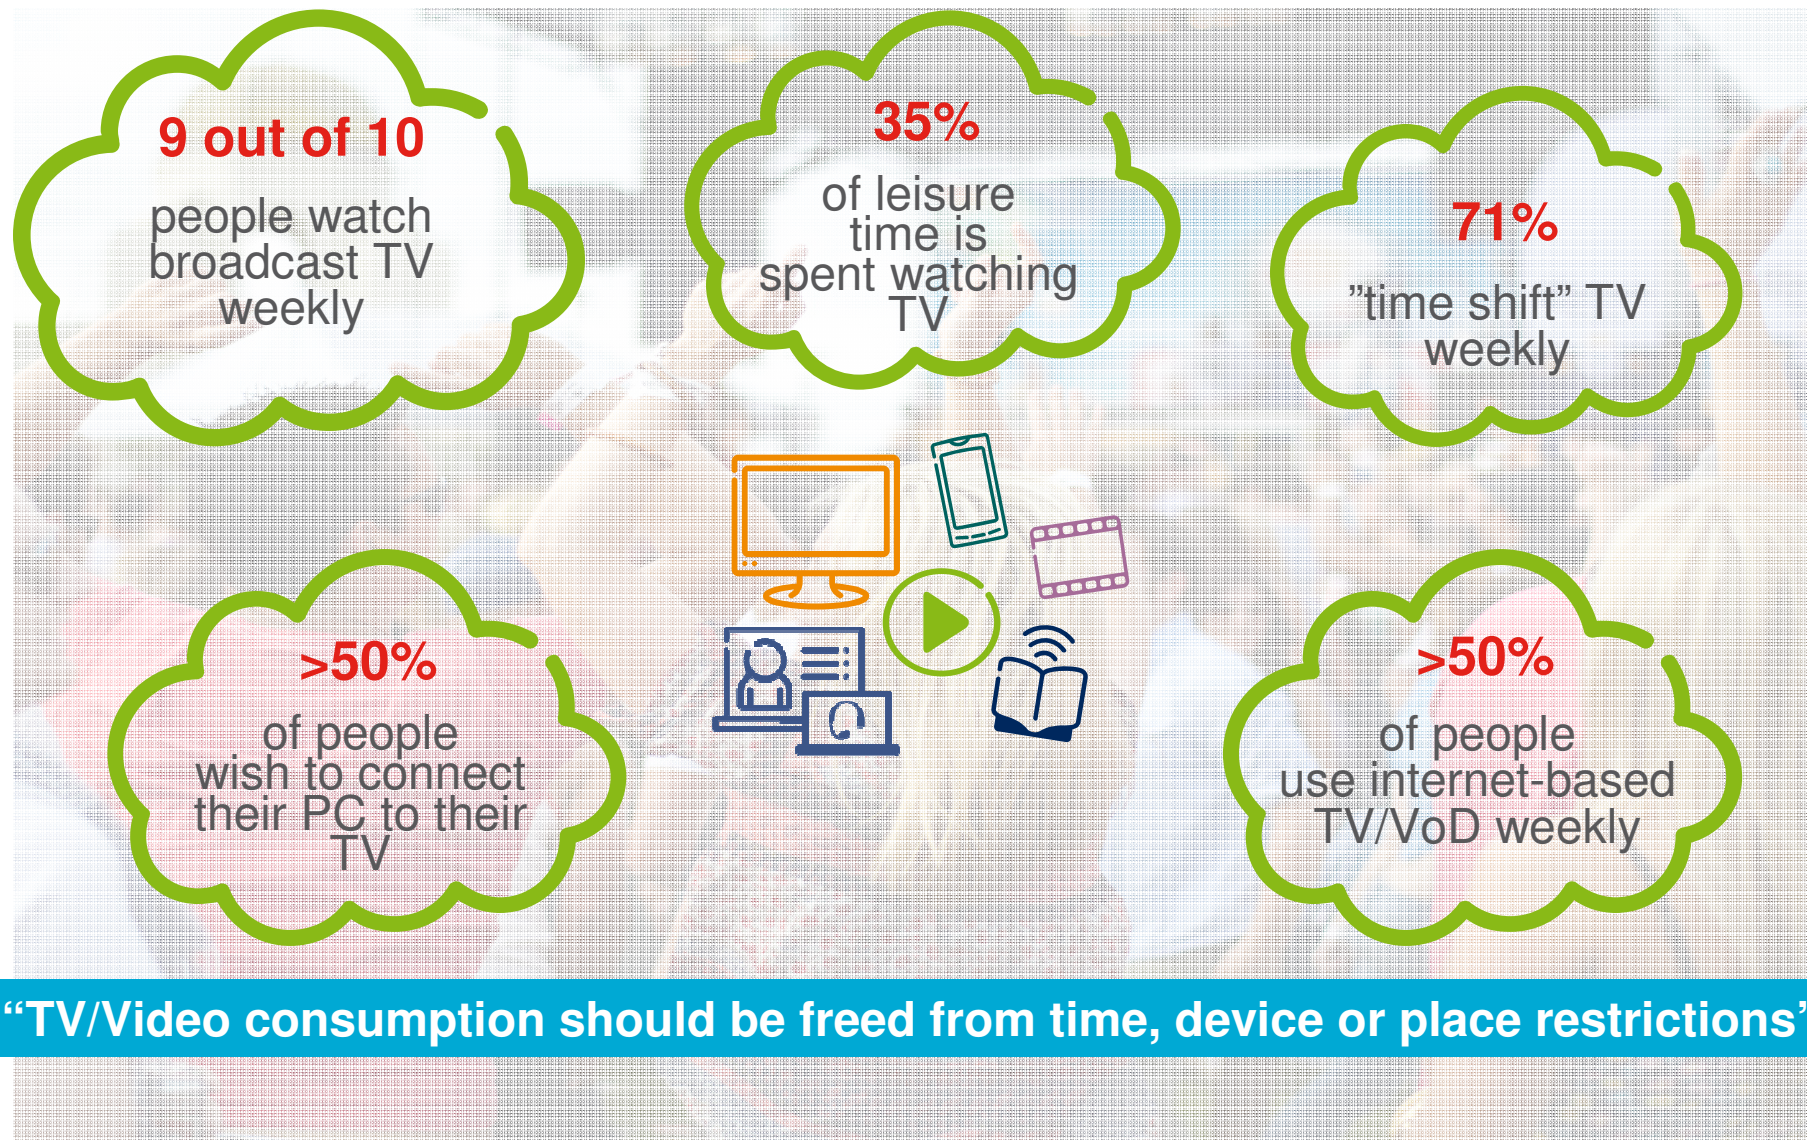 9 out of 10
people watch
broadcast TV
weekly
35%
of leisure
time is
spent watching
TV
71%
”time shift” TV
weekly
>50%
of people
wish to connect
their PC to their
TV
>50%
of people
use internet-based
TV/VoD weekly
“TV/Video consumption should be freed from time, device or place restrictions”